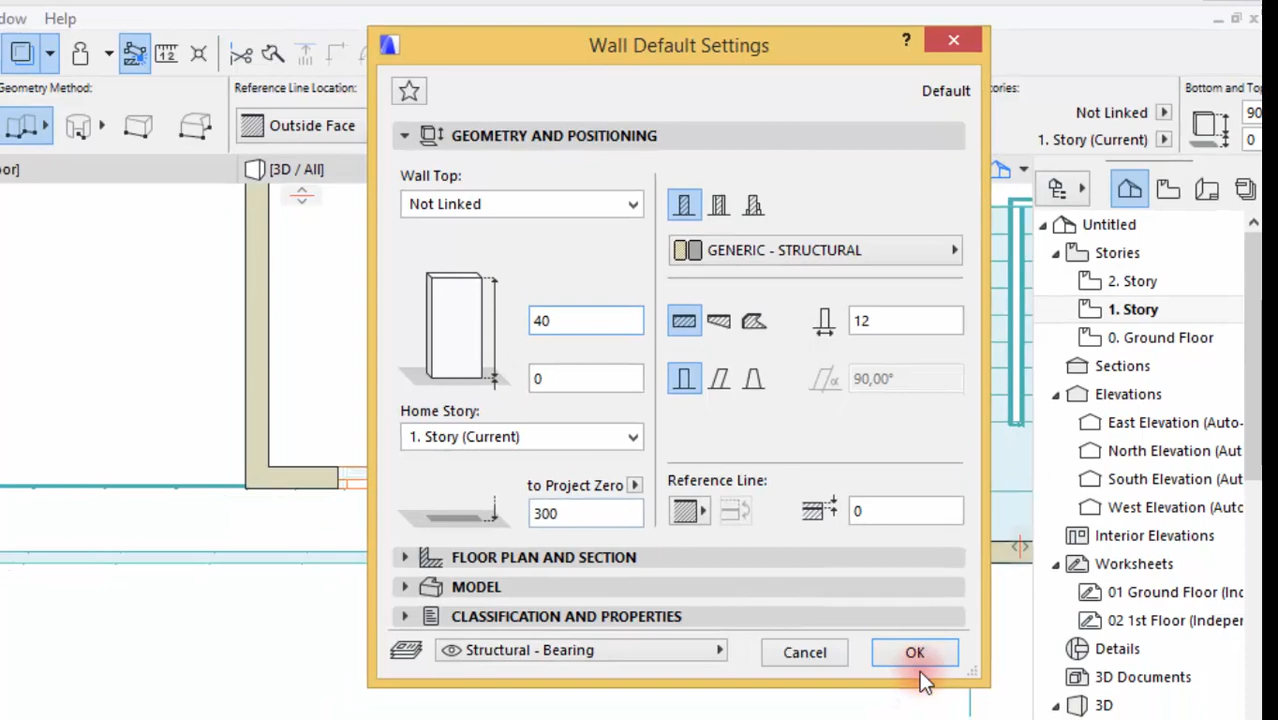 dow Help
Wall Default Settings
?
Geometry Method:
Reference Line Location:
Outside Face
12
Default
ories:
Not Linked
1. Story (Current)
Bottom and Top
90
0
oor]
[3D / All]
GEOMETRY AND POSITIONING
Wall Top:
Not Linked
GENERIC - STRUCTURAL
40
12
0
α
90,00°
Home Story:
1. Story (Current)
to Project Zero
300
Reference Line:
0
FLOOR PLAN AND SECTION
MODEL
CLASSIFICATION AND PROPERTIES
Structural - Bearing
Cancel
OK
Untitled
Stories
2. Story
1. Story
0. Ground Floor
Sections
Elevations
East Elevation (Auto-
North Elevation (Aut
South Elevation (Aut
West Elevation (Auto
Interior Elevations
Worksheets
01 Ground Floor (Ind
02 1st Floor (Indeper
Details
3D Documents
3D